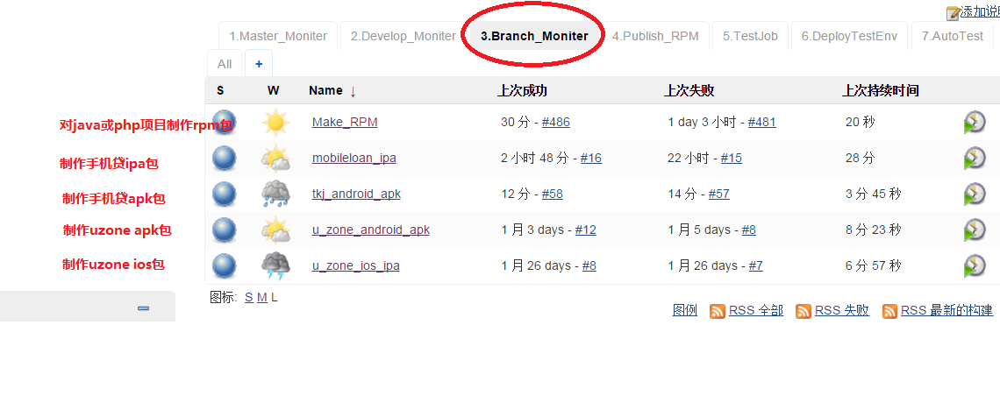 添加说明
1.Master_Moniter 2.Develop_Moniter 3.Branch_Moniter 4.Publish_RPM 5.TestJob 6.DeployTestEnv 7.AutoTest
All +
S W Name ↓ 上次成功 上次失败 上次持续时间
对java或php项目制作rpm包 Make_RPM 30 分 - #486 1 day 3 小时 - #481 20 秒
制作手机贷ipa包 mobileloan_ipa 2 小时 48 分 - #16 22 小时 - #15 28 分
制作手机贷apk包 tkj_android_apk 12 分 - #58 14 分 - #57 3 分 45 秒
制作uzone apk包 u_zone_android_apk 1 月 3 days - #12 1 月 5 days - #8 8 分 23 秒
制作uzone ios包 u_zone_ios_ipa 1 月 26 days - #8 1 月 26 days - #7 6 分 57 秒
图标: S M L
图例 RSS 全部 RSS 失败 RSS 最新的构建